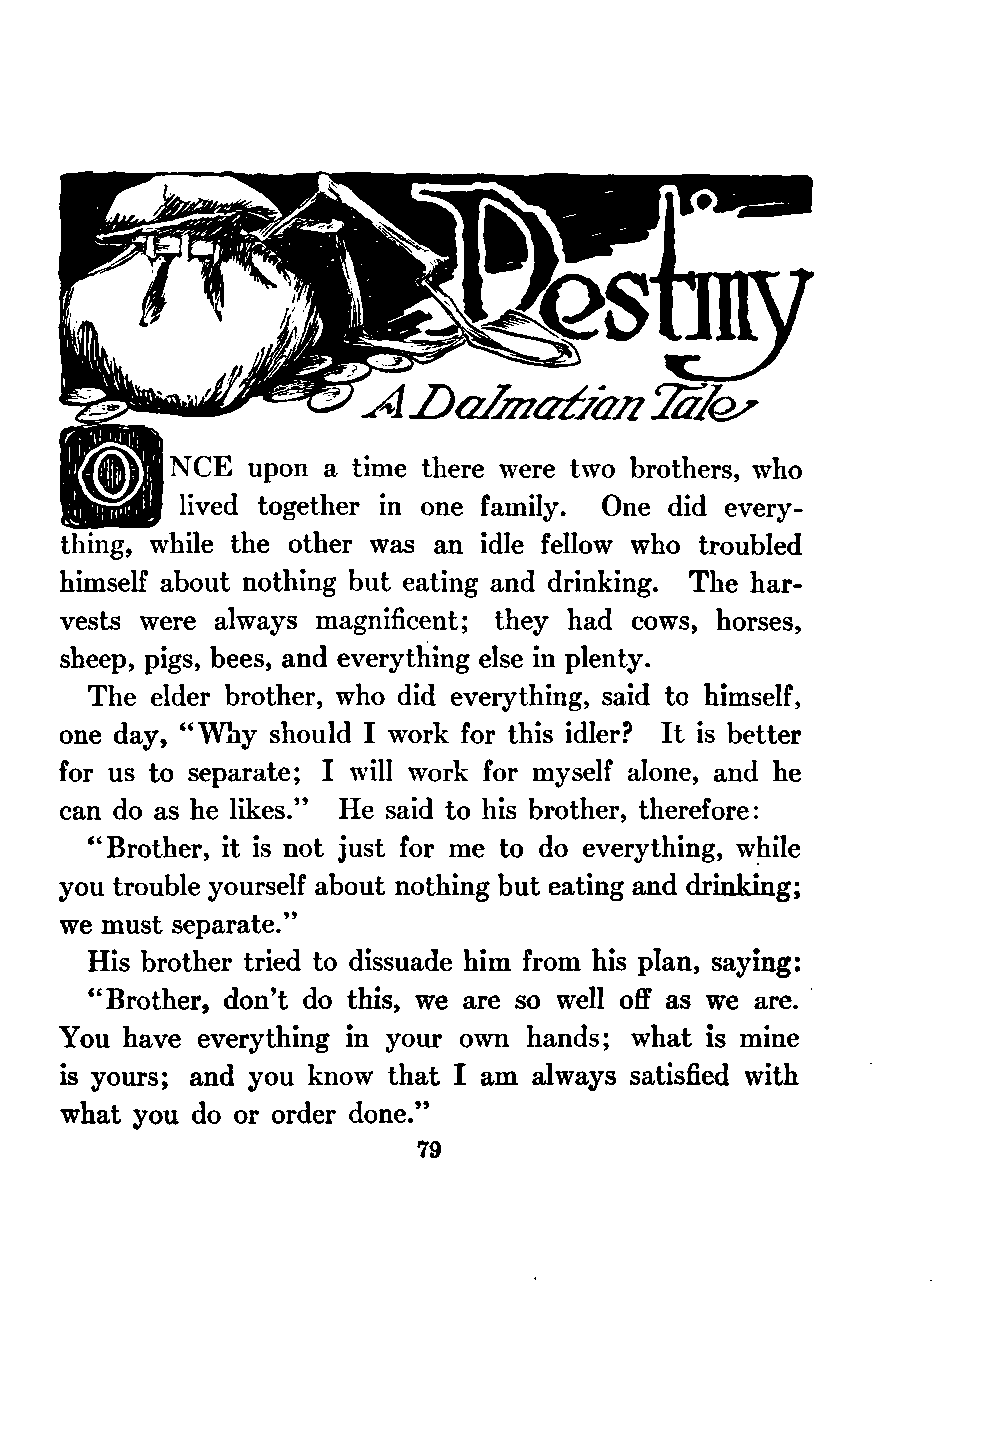 Destiny
A Dalmatian Tale
ONCE upon a time there were two brothers, who
lived together in one family. One did every-
thing, while the other was an idle fellow who troubled
himself about nothing but eating and drinking. The har-
vests were always magnificent; they had cows, horses,
sheep, pigs, bees, and everything else in plenty.
The elder brother, who did everything, said to himself,
one day, "Why should I work for this idler? It is better
for us to separate; I will work for myself alone, and he
can do as he likes." He said to his brother, therefore:
"Brother, it is not just for me to do everything, while
you trouble yourself about nothing but eating and drinking;
we must separate."
His brother tried to dissuade him from his plan, saying:
"Brother, don't do this, we are so well off as we are.
You have everything in your own hands; what is mine
is yours; and you know that I am always satisfied with
what you do or order done."
79